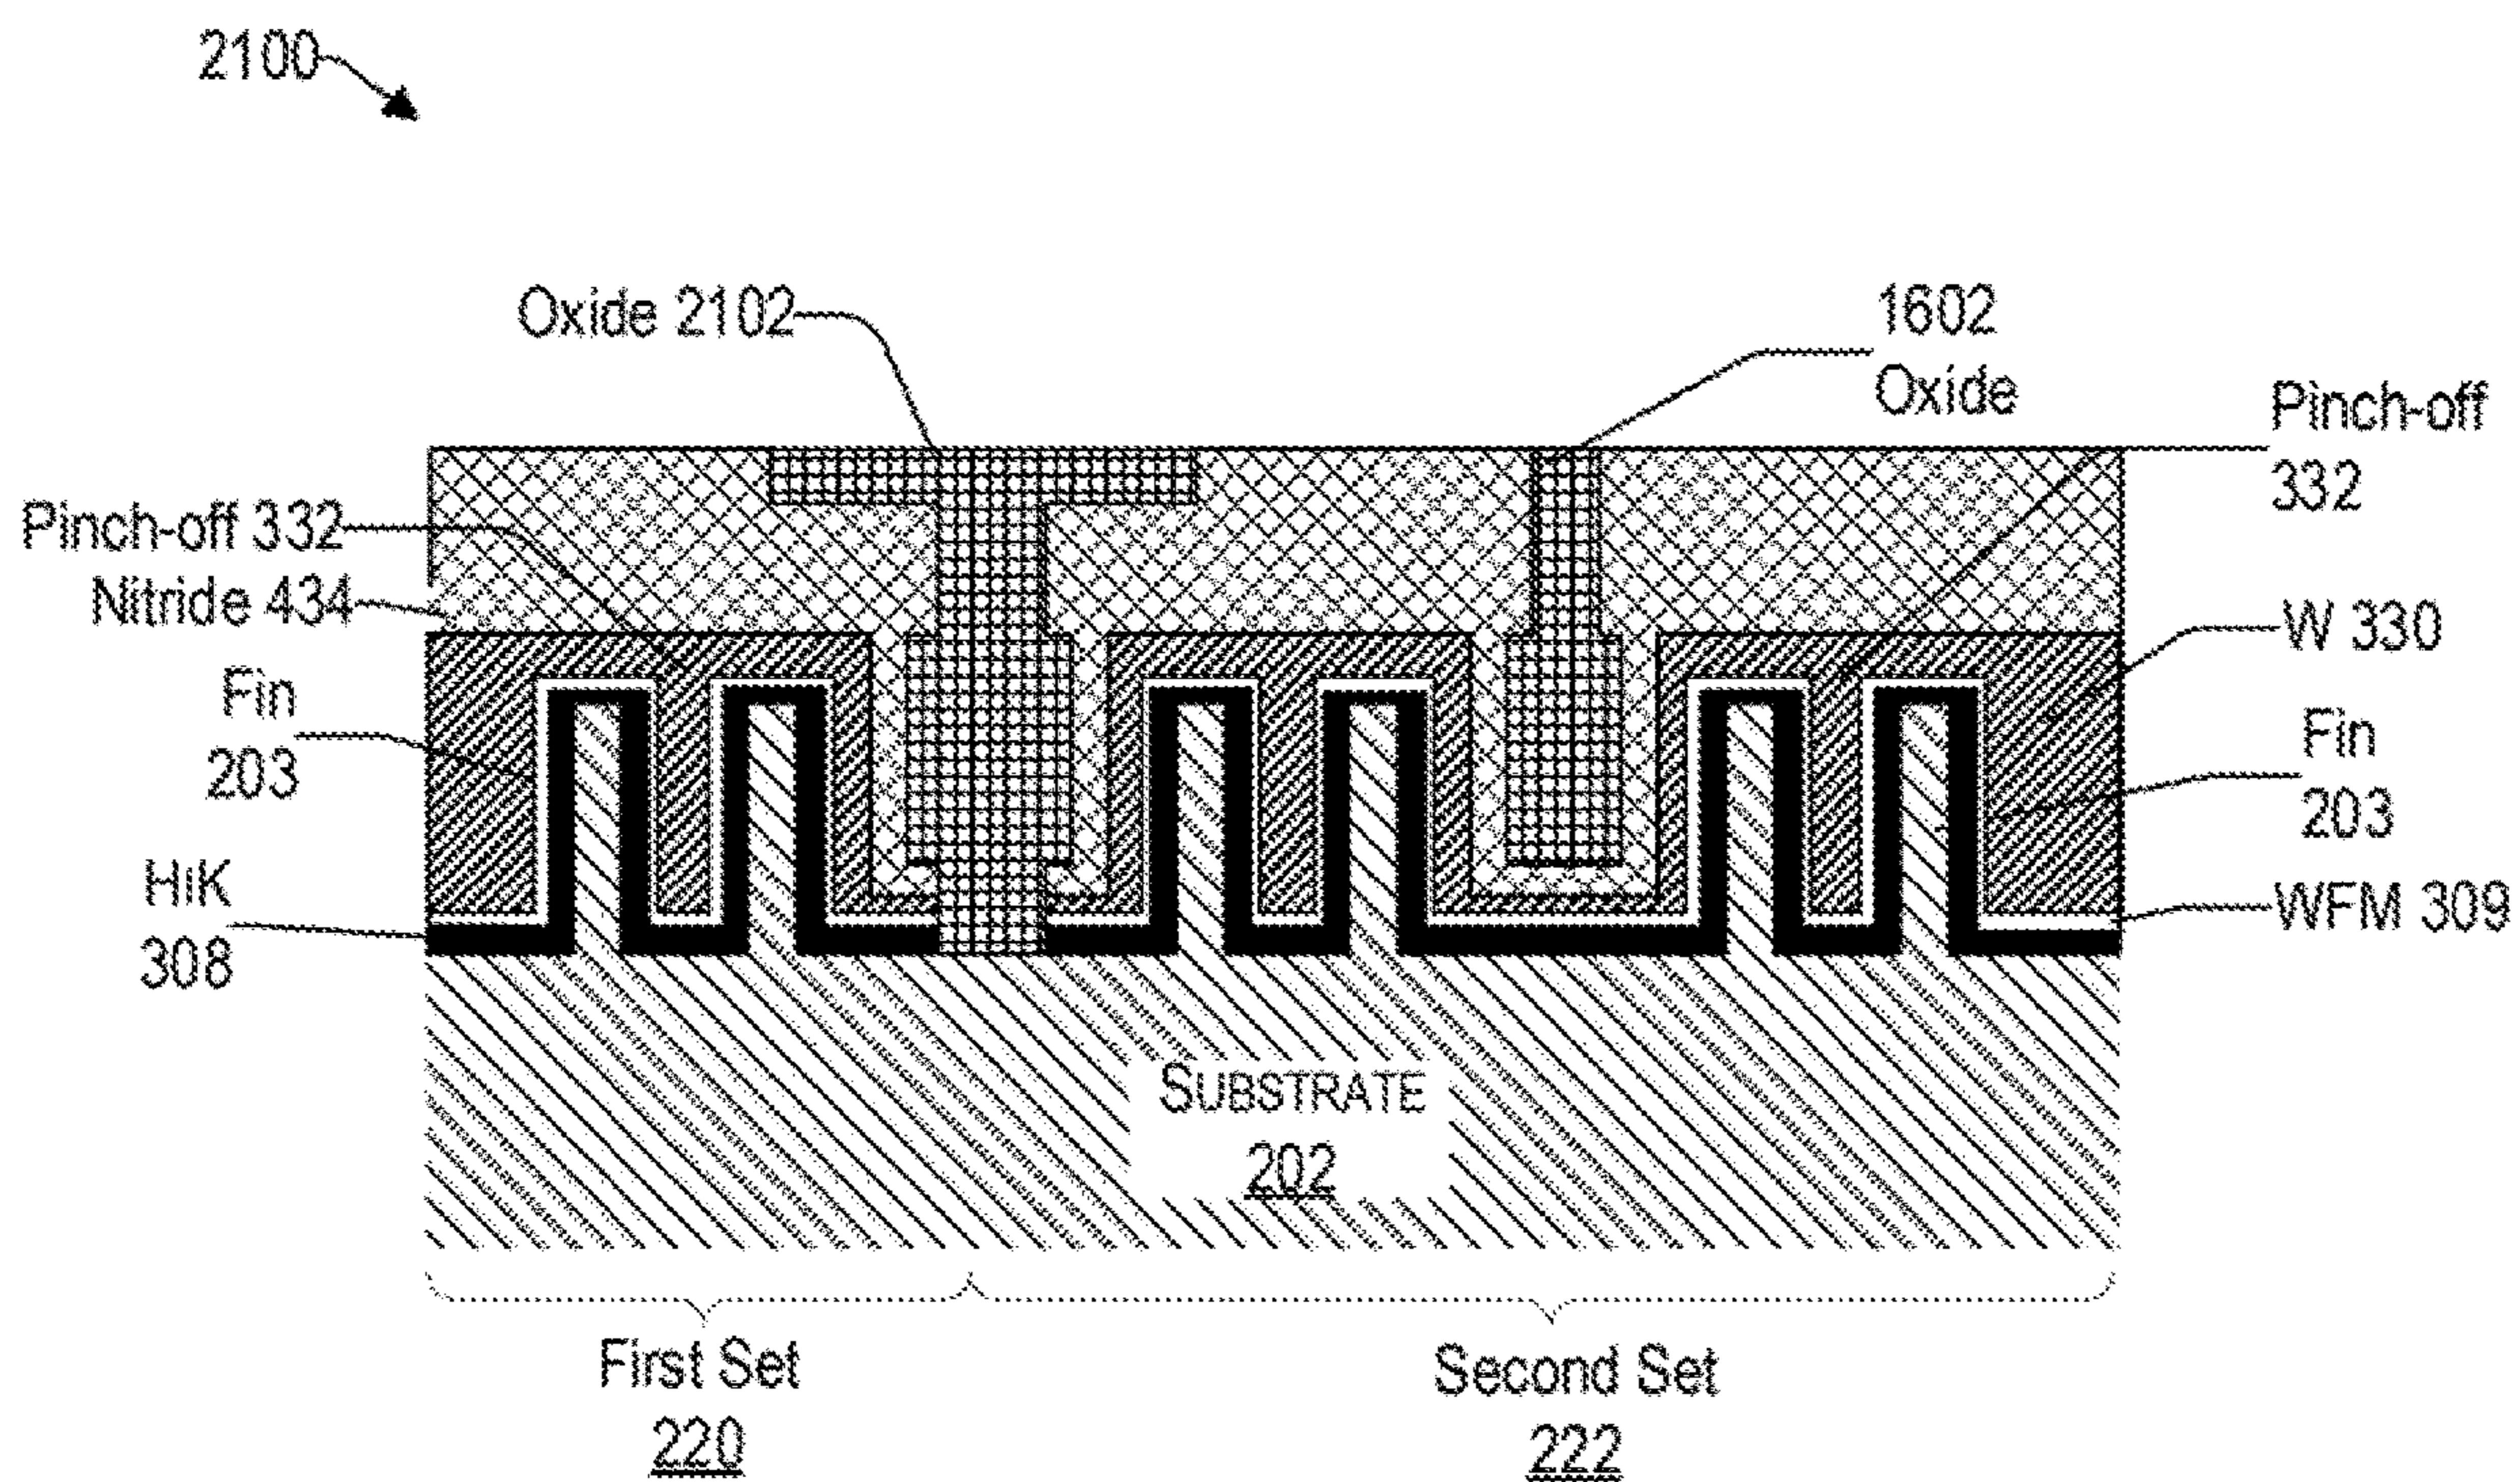 2100
Oxide 2102
1602
Oxide
Pinch-off
332
Pinch-off 332
Nitride 434
W 330
Fin
203
Fin
203
HiK
308
WFM 309
SUBSTRATE
202
First Set
220
Second Set
222